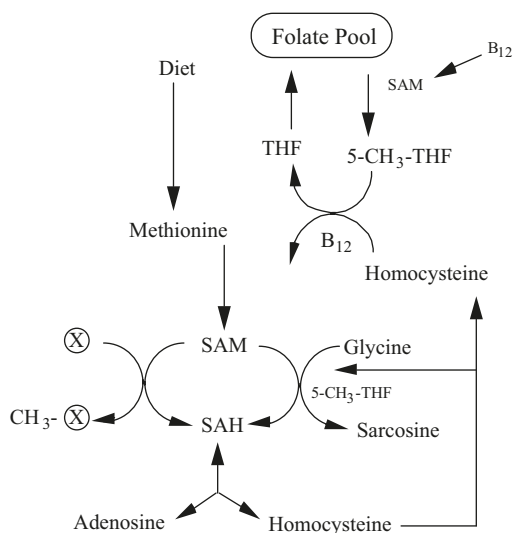 Folate Pool
B12
Diet
SAM
THF
5-CH3-THF
Methionine
B12
Homocysteine
X
SAM
Glycine
5-CH3-THF
CH3- X
SAH
Sarcosine
Adenosine
Homocysteine